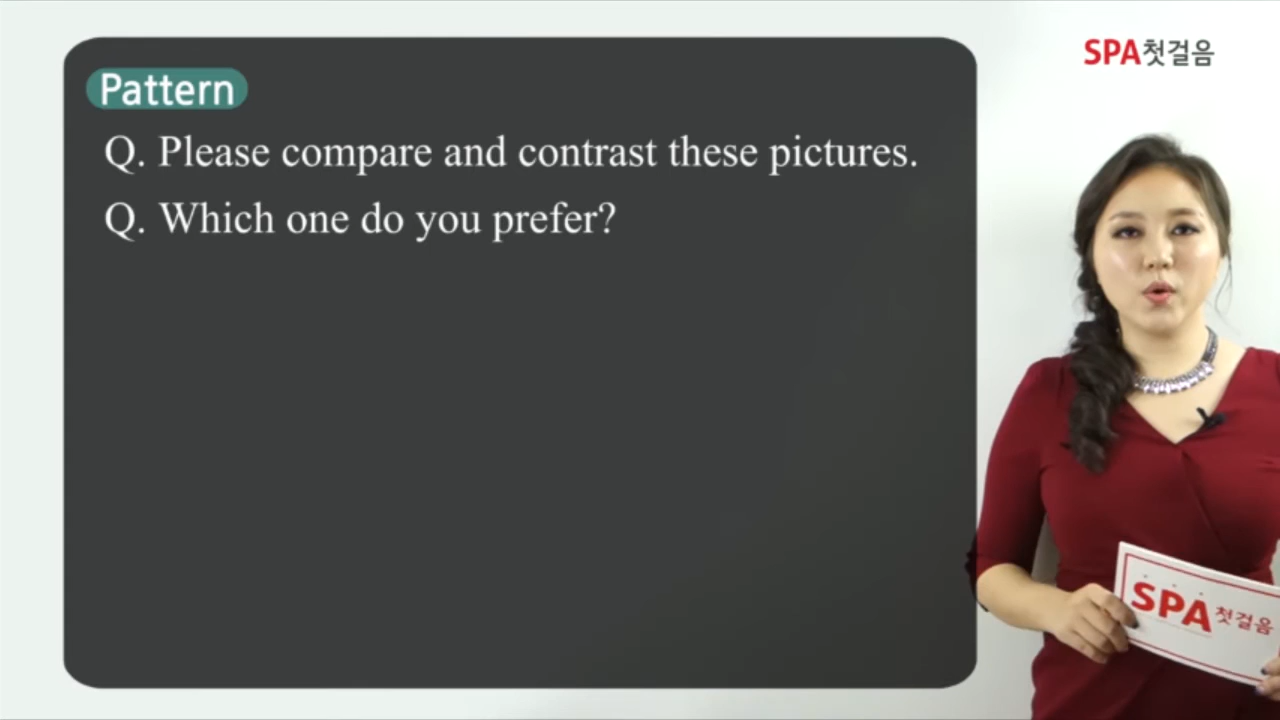 Pattern
SPA첫걸음
Q. Please compare and contrast these pictures.
Q. Which one do you prefer?
SPA첫걸음